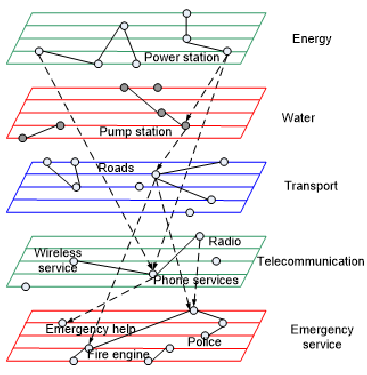 Energy
Power station
Water
Pump station
Roads
Transport
Radio
Wireless
service
Telecommunication
Phone services
Emergency help
Emergency
service
Police
Fire engine